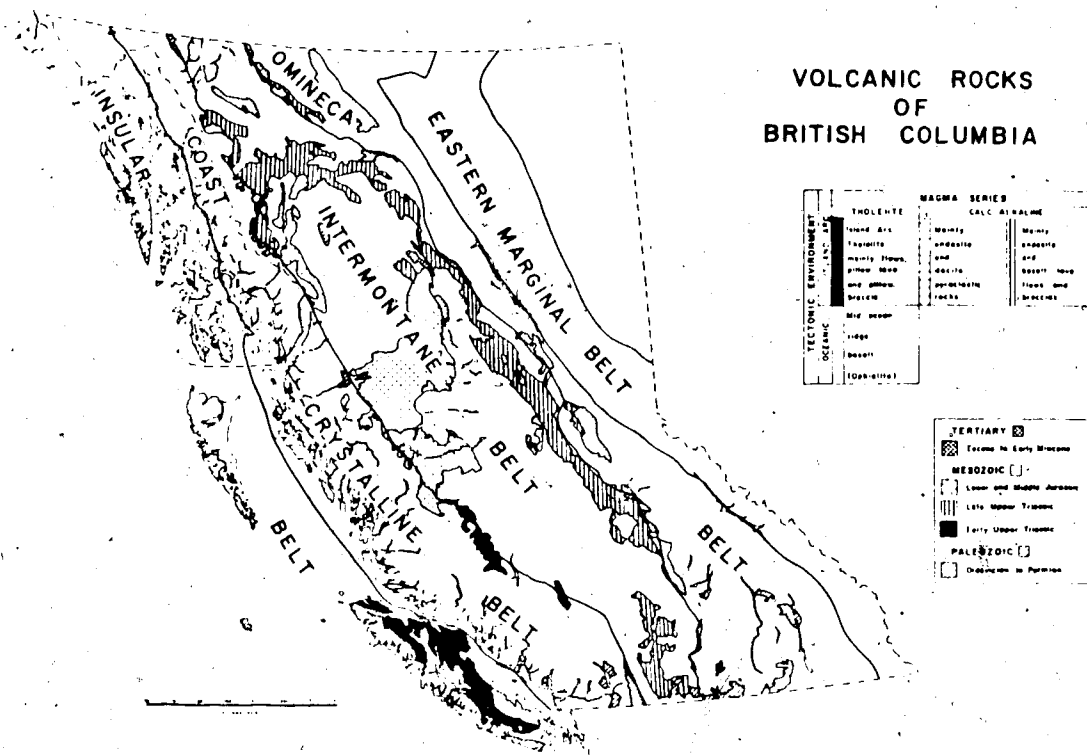 VOLCANIC ROCKS
OF
BRITISH COLUMBIA
INSULAR
BELT
COAST
CRYSTALLINE
BELT
INTERMONTANE
BELT
OMINECA
BELT
EASTERN MARGINAL
BELT
MAGMA SERIES
THOLEIITE
CALC ALKALINE
TECTONIC ENVIRONMENT
ISLAND ARC
OCEANIC
Island Arc
Tholeiite
mainly flows,
pillow lava
and pillow
breccia
Mainly
andesite
and
dacite
pyroclastic
rocks
Mainly
andesite
and
basalt lava
flows and
breccias
Mid ocean
ridge
basalt
(Ophiolite)
TERTIARY
Eocene to Early Miocene
MESOZOIC
Lower and Middle Jurassic
Late Upper Triassic
Early Upper Triassic
PALEOZOIC
to Permian